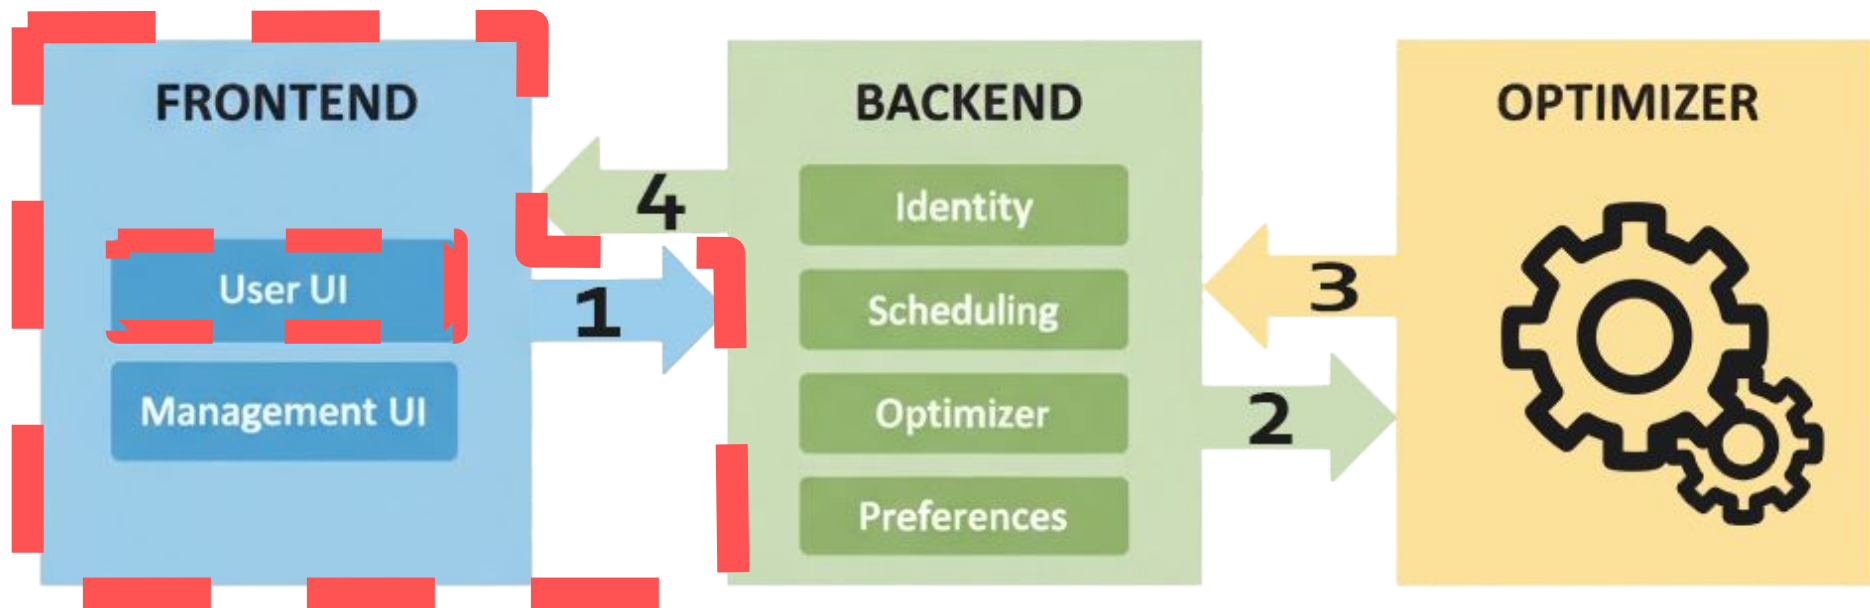 FRONTEND
User UI
Management UI
4
1
BACKEND
Identity
Scheduling
Optimizer
Preferences
3
2
OPTIMIZER